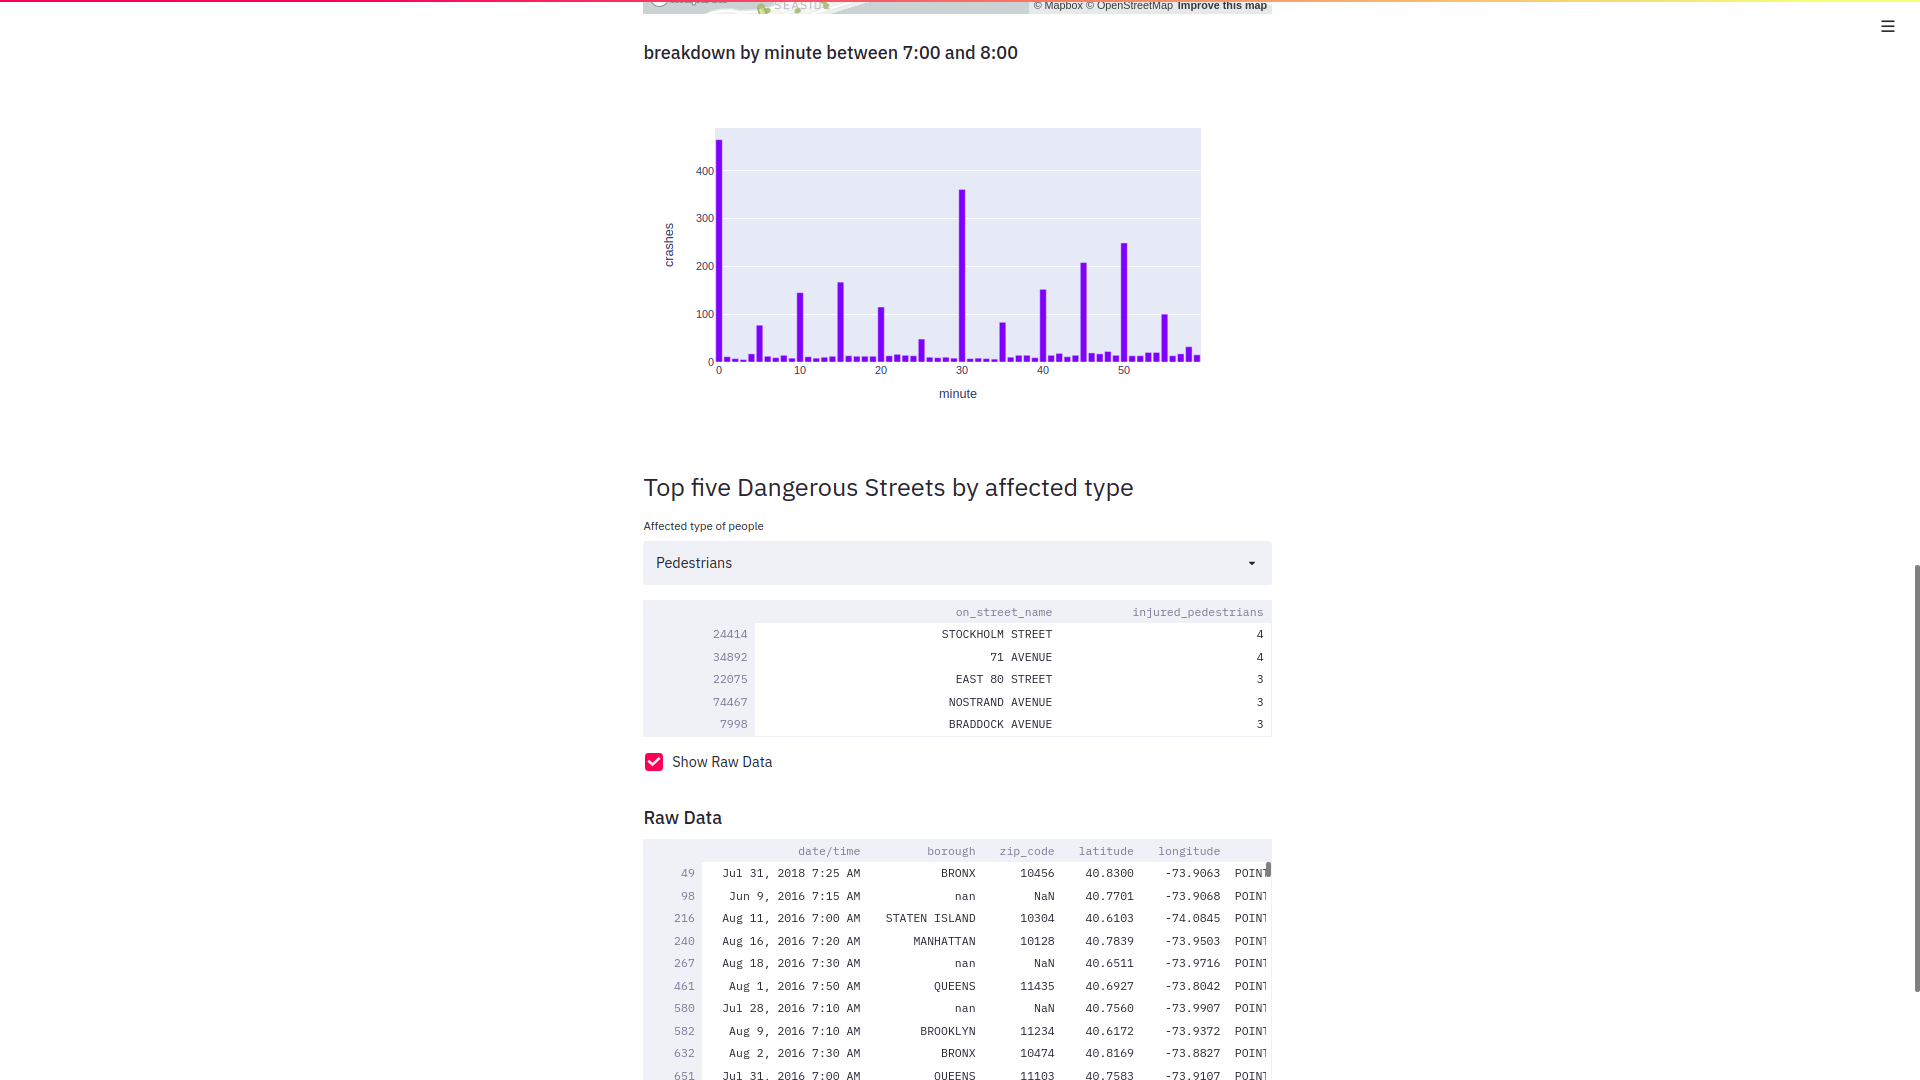 SEASIDE
© Mapbox © OpenStreetMap Improve this map
breakdown by minute between 7:00 and 8:00
400
300
200
100
0
crashes
0 10 20 30 40 50
minute
Top five Dangerous Streets by affected type
Affected type of people
Pedestrians
on_street_name injured_pedestrians
24414 STOCKHOLM STREET 4
34892 71 AVENUE 4
22075 EAST 80 STREET 3
74467 NOSTRAND AVENUE 3
7998 BRADDOCK AVENUE 3
Show Raw Data
Raw Data
date/time borough zip_code latitude longitude
49 Jul 31, 2018 7:25 AM BRONX 10456 40.8300 -73.9063 POINT
98 Jun 9, 2016 7:15 AM nan NaN 40.7701 -73.9068 POINT
216 Aug 11, 2016 7:00 AM STATEN ISLAND 10304 40.6103 -74.0845 POINT
240 Aug 16, 2016 7:20 AM MANHATTAN 10128 40.7839 -73.9503 POINT
267 Aug 18, 2016 7:30 AM nan NaN 40.6511 -73.9716 POINT
461 Aug 1, 2016 7:50 AM QUEENS 11435 40.6927 -73.8042 POINT
580 Jul 28, 2016 7:10 AM nan NaN 40.7560 -73.9907 POINT
582 Aug 9, 2016 7:10 AM BROOKLYN 11234 40.6172 -73.9372 POINT
632 Aug 2, 2016 7:30 AM BRONX 10474 40.8169 -73.8827 POINT
651 Jul 31, 2016 7:00 AM QUEENS 11103 40.7583 -73.9107 POINT